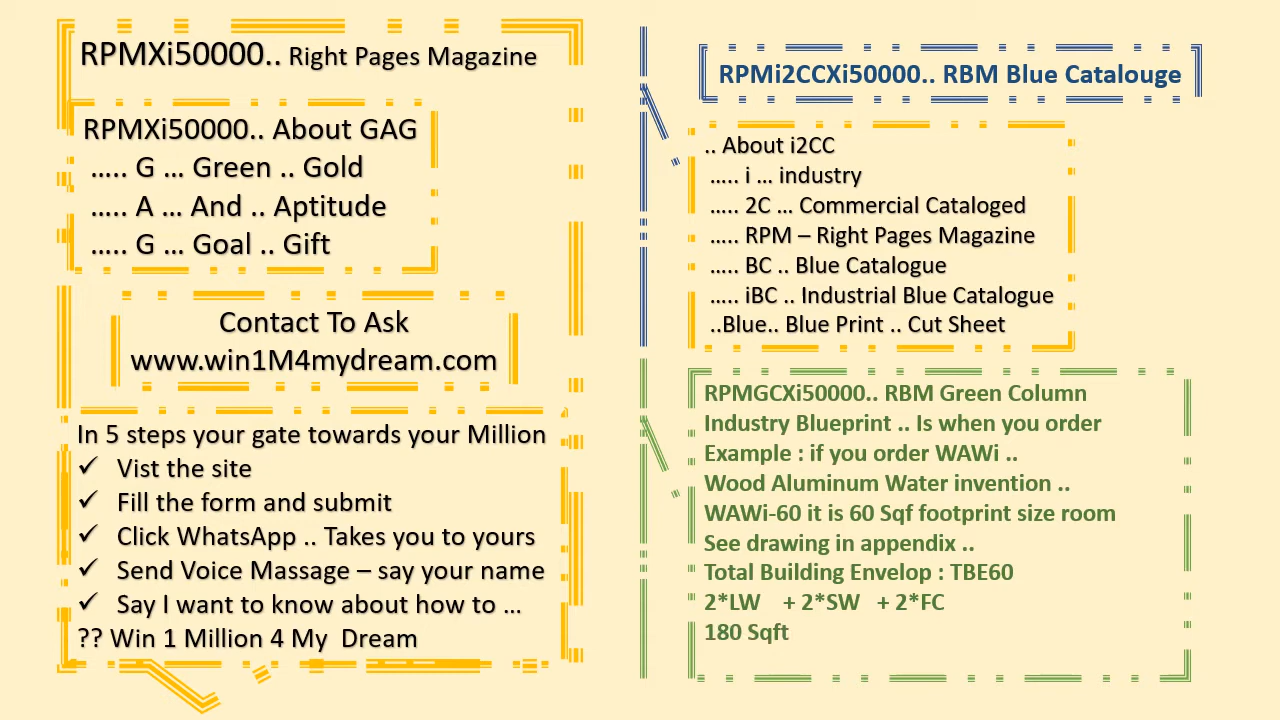 RPMXi50000.. Right Pages Magazine
RPMXi50000.. About GAG
..... G ... Green .. Gold
..... A ... And .. Aptitude
..... G ... Goal .. Gift
Contact To Ask
www.win1M4mydream.com
In 5 steps your gate towards your Million
✓ Vist the site
✓ Fill the form and submit
✓ Click WhatsApp .. Takes you to yours
✓ Send Voice Massage – say your name
✓ Say I want to know about how to ...
?? Win 1 Million 4 My Dream
RPMi2CCXi50000.. RBM Blue Catalouge
.. About i2CC
..... i ... industry
..... 2C ... Commercial Cataloged
..... RPM – Right Pages Magazine
..... BC .. Blue Catalogue
..... iBC .. Industrial Blue Catalogue
..Blue.. Blue Print .. Cut Sheet
RPMGCXi50000.. RBM Green Column
Industry Blueprint .. Is when you order
Example : if you order WAWi ..
Wood Aluminum Water invention ..
WAWi-60 it is 60 Sqf footprint size room
See drawing in appendix ..
Total Building Envelop : TBE60
2*LW + 2*SW + 2*FC
180 Sqft